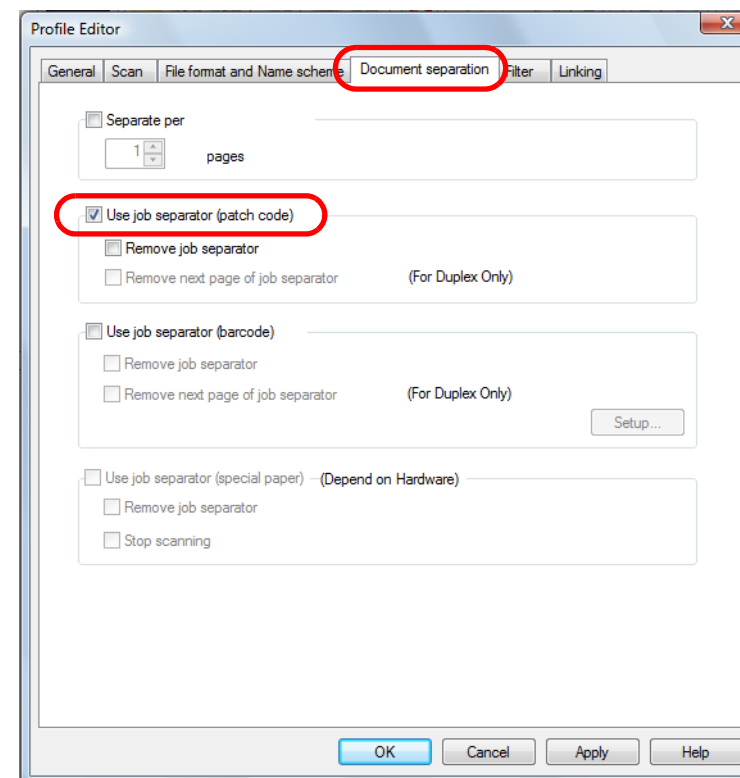 Profile Editor
General Scan File format and Name scheme Document separation Filter Linking
Separate per
1 pages
Use job separator (patch code)
Remove job separator
Remove next page of job separator (For Duplex Only)
Use job separator (barcode)
Remove job separator
Remove next page of job separator (For Duplex Only)
Setup...
Use job separator (special paper) (Depend on Hardware)
Remove job separator
Stop scanning
OK Cancel Apply Help